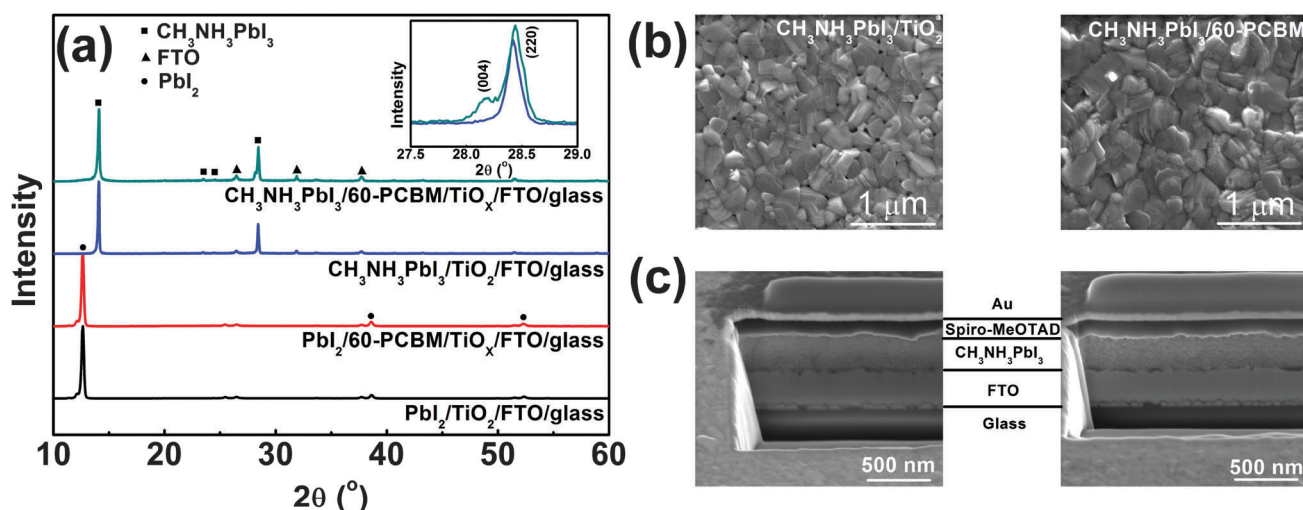 (a)
■ CH₃NH₃PbI₃
▲ FTO
● PbI₂
Intensity
(004)
(220)
27.5 28.0 28.5 29.0
2θ (°)
CH₃NH₃PbI₃/60-PCBM/TiOₓ/FTO/glass
CH₃NH₃PbI₃/TiO₂/FTO/glass
PbI₂/60-PCBM/TiOₓ/FTO/glass
PbI₂/TiO₂/FTO/glass
Intensity
10 20 30 40 50 60
2θ (°)
(b)
CH₃NH₃PbI₃/TiO₂
1 μm
CH₃NH₃PbI₃/60-PCBM
1 μm
(c)
Au
Spiro-MeOTAD
CH₃NH₃PbI₃
FTO
Glass
500 nm
500 nm